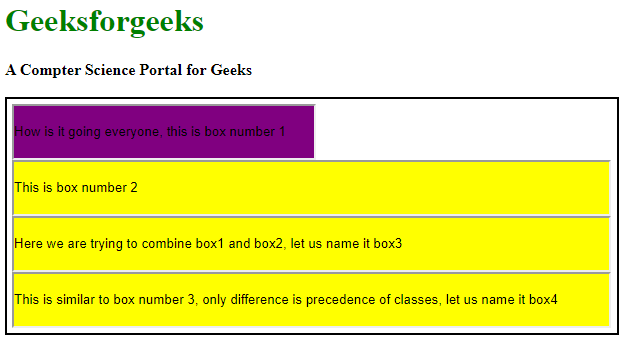 Geeksforgeeks
A Compter Science Portal for Geeks
How is it going everyone, this is box number 1
This is box number 2
Here we are trying to combine box1 and box2, let us name it box3
This is similar to box number 3, only difference is precedence of classes, let us name it box4